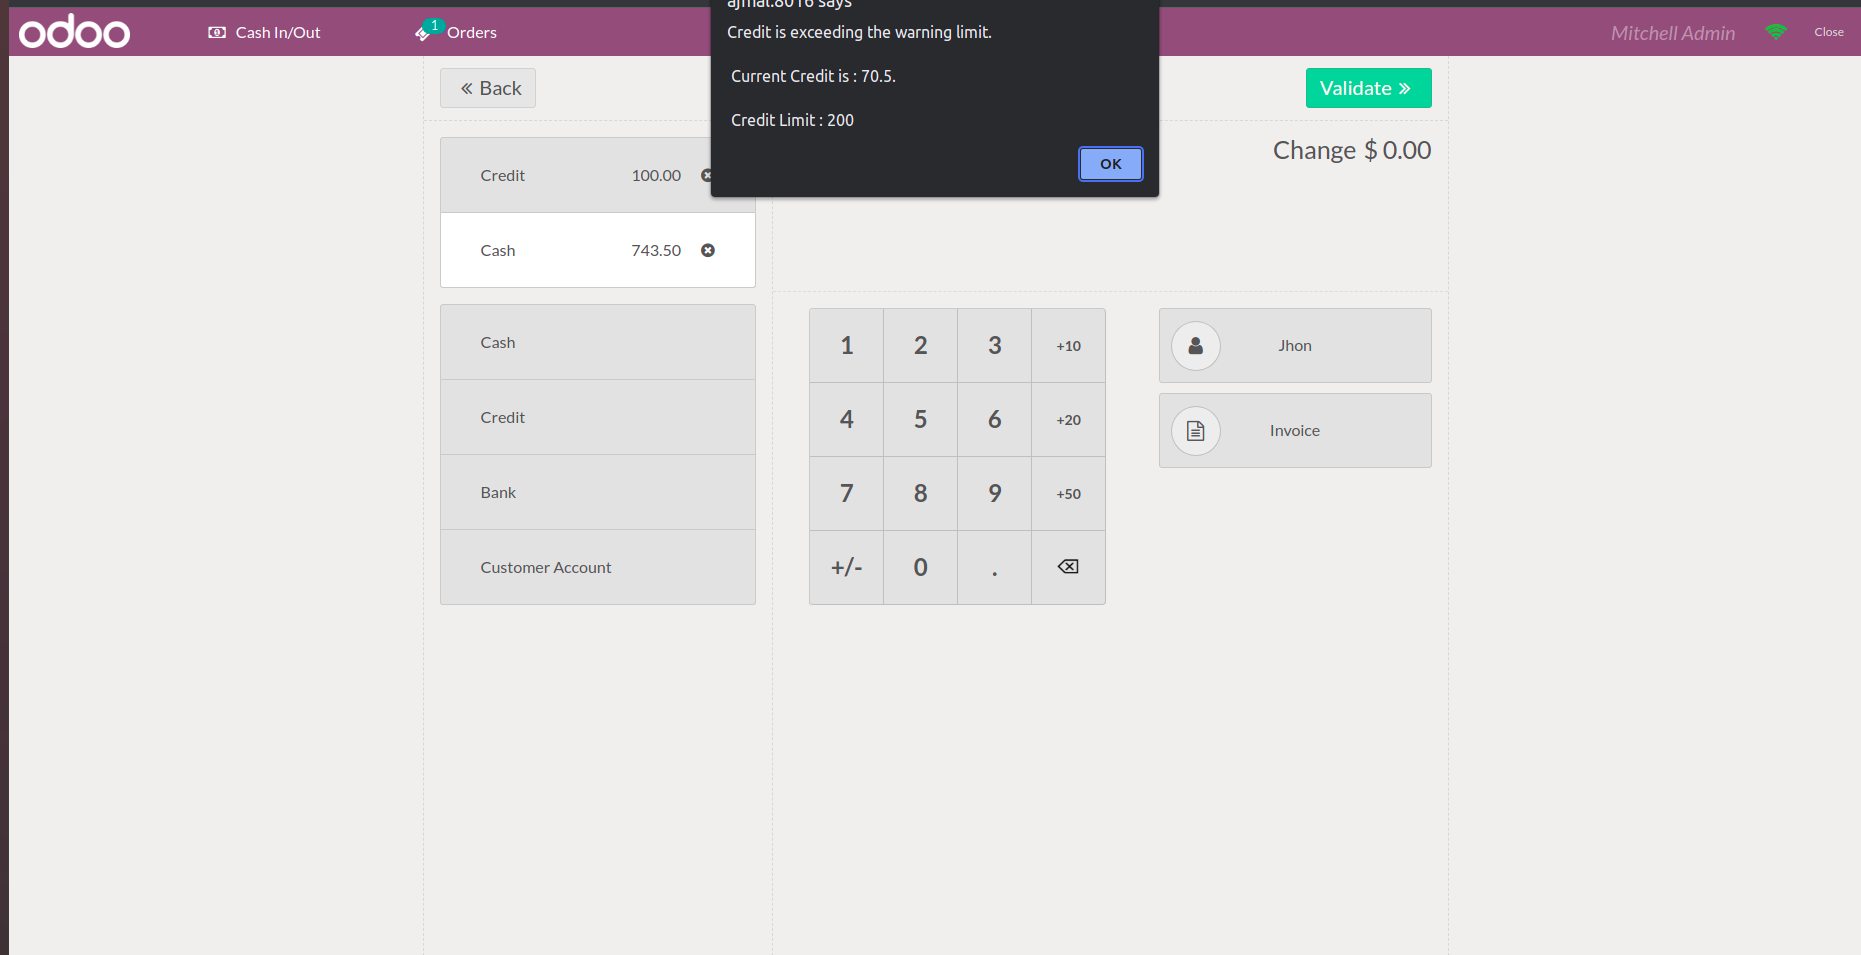 ajmal:8016 says
odoo
Cash In/Out
1
Orders
Credit is exceeding the warning limit.
Mitchell Admin
Close
Current Credit is : 70.5.
Back
Validate
Credit Limit : 200
Change $ 0.00
OK
Credit 100.00
Cash 743.50
Cash
Credit
Bank
Customer Account
1 2 3 +10
4 5 6 +20
7 8 9 +50
+/- 0 .
Jhon
Invoice